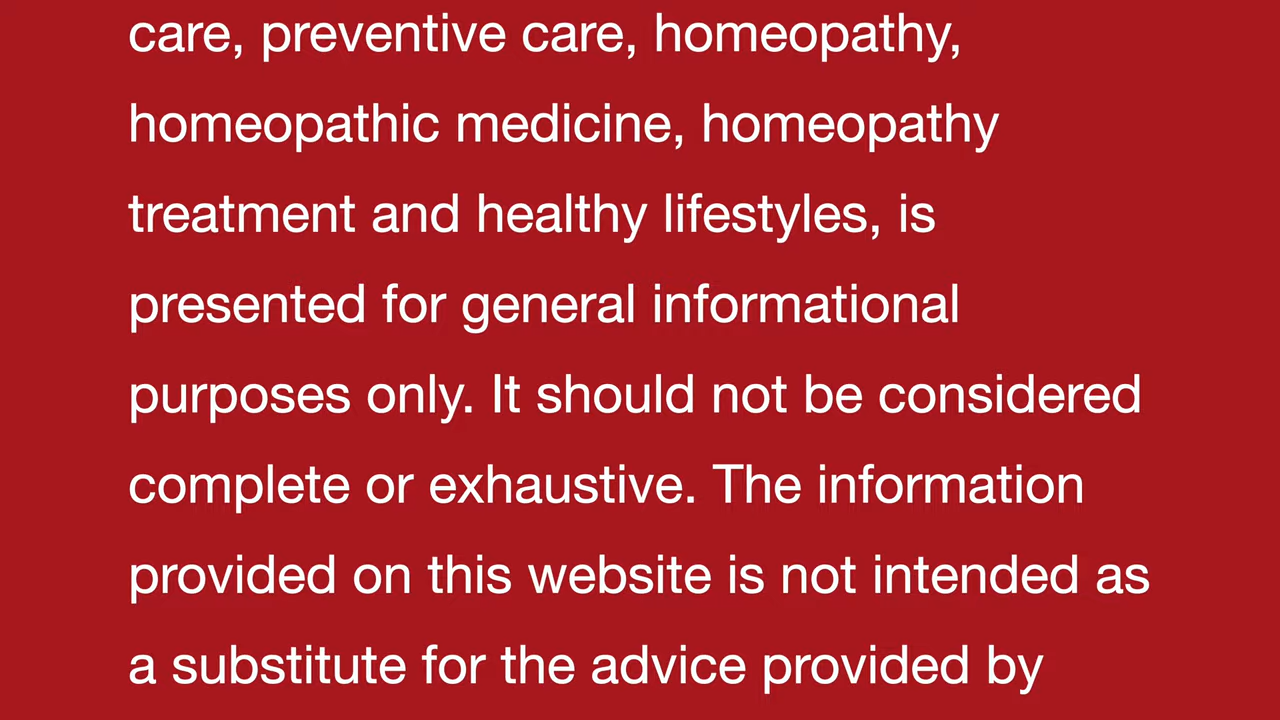 care, preventive care, homeopathy,
homeopathic medicine, homeopathy
treatment and healthy lifestyles, is
presented for general informational
purposes only. It should not be considered
complete or exhaustive. The information
provided on this website is not intended as
a substitute for the advice provided by